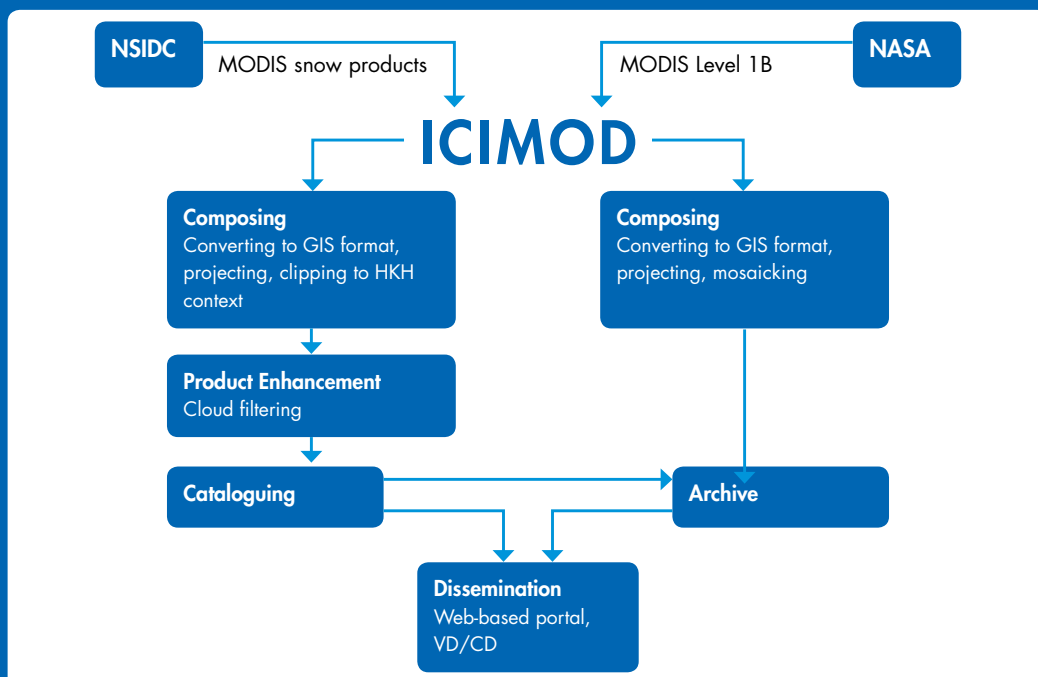 NSIDC
MODIS snow products
MODIS Level 1B
NASA
ICIMOD
Composing
Converting to GIS format,
projecting, clipping to HKH
context
Composing
Converting to GIS format,
projecting, mosaicking
Product Enhancement
Cloud filtering
Cataloguing
Archive
Dissemination
Web-based portal,
VD/CD